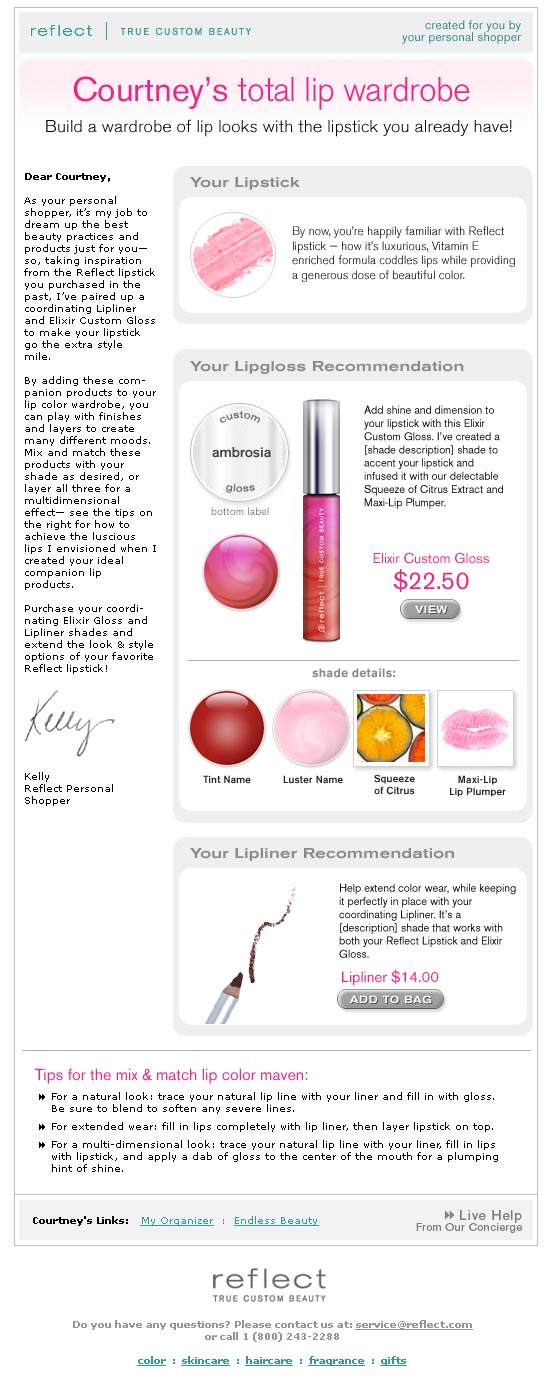 reflect | TRUE CUSTOM BEAUTY
created for you by
your personal shopper
Courtney's total lip wardrobe
Build a wardrobe of lip looks with the lipstick you already have!
Dear Courtney,
As your personal
shopper, it's my job to
dream up the best
beauty practices and
products just for you—
so, taking inspiration
from the Reflect lipstick
you purchased in the
past, I've paired up a
coordinating Lipliner
and Elixir Custom Gloss
to make your lipstick
go the extra style
mile.
By adding these com-
panion products to your
lip color wardrobe, you
can play with finishes
and layers to create
many different moods.
Mix and match these
products with your
shade as desired, or
layer all three for a
multidimensional
effect— see the tips on
the right for how to
achieve the luscious
lips I envisioned when I
created your ideal
companion lip
products.
Purchase your coordi-
nating Elixir Gloss and
Lipliner shades and
extend the look & style
options of your favorite
Reflect lipstick!
Kelly
Kelly
Reflect Personal
Shopper
Your Lipstick
By now, you're happily familiar with Reflect
lipstick — how it's luxurious, Vitamin E
enriched formula coddles lips while providing
a generous dose of beautiful color.
Your Lipgloss Recommendation
custom
ambrosia
gloss
bottom label
reflect | TRUE CUSTOM BEAUTY
Add shine and dimension to
your lipstick with this Elixir
Custom Gloss. I've created a
[shade description] shade to
accent your lipstick and
infused it with our delectable
Squeeze of Citrus Extract and
Maxi-Lip Plumper.
Elixir Custom Gloss
$22.50
VIEW
shade details:
Tint Name
Luster Name
Squeeze
of Citrus
Maxi-Lip
Lip Plumper
Your Lipliner Recommendation
Help extend color wear, while keeping
it perfectly in place with your
coordinating Lipliner. It's a
[description] shade that works with
both your Reflect Lipstick and Elixir
Gloss.
Lipliner $14.00
ADD TO BAG
Tips for the mix & match lip color maven:
For a natural look: trace your natural lip line with your liner and fill in with gloss.
Be sure to blend to soften any severe lines.
For extended wear: fill in lips completely with lip liner, then layer lipstick on top.
For a multi-dimensional look: trace your natural lip line with your liner, fill in lips
with lipstick, and apply a dab of gloss to the center of the mouth for a plumping
hint of shine.
Courtney's Links: My Organizer : Endless Beauty
Live Help
From Our Concierge
reflect
TRUE CUSTOM BEAUTY
Do you have any questions? Please contact us at: service@reflect.com
or call 1 (800) 243-2288
color : skincare : haircare : fragrance : gifts